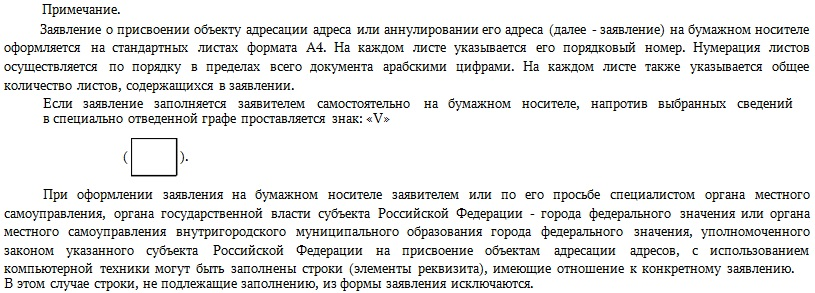 Примечание.
Заявление о присвоении объекту адресации адреса или аннулировании его адреса (далее - заявление) на бумажном носителе
оформляется на стандартных листах формата А4. На каждом листе указывается его порядковый номер. Нумерация листов
осуществляется по порядку в пределах всего документа арабскими цифрами. На каждом листе также указывается общее
количество листов, содержащихся в заявлении.
Если заявление заполняется заявителем самостоятельно на бумажном носителе, напротив выбранных сведений
в специально отведенной графе проставляется знак: «V»
( ).
При оформлении заявления на бумажном носителе заявителем или по его просьбе специалистом органа местного
самоуправления, органа государственной власти субъекта Российской Федерации - города федерального значения или органа
местного самоуправления внутригородского муниципального образования города федерального значения, уполномоченного
законом указанного субъекта Российской Федерации на присвоение объектам адресации адресов, с использованием
компьютерной техники могут быть заполнены строки (элементы реквизита), имеющие отношение к конкретному заявлению.
В этом случае строки, не подлежащие заполнению, из формы заявления исключаются.